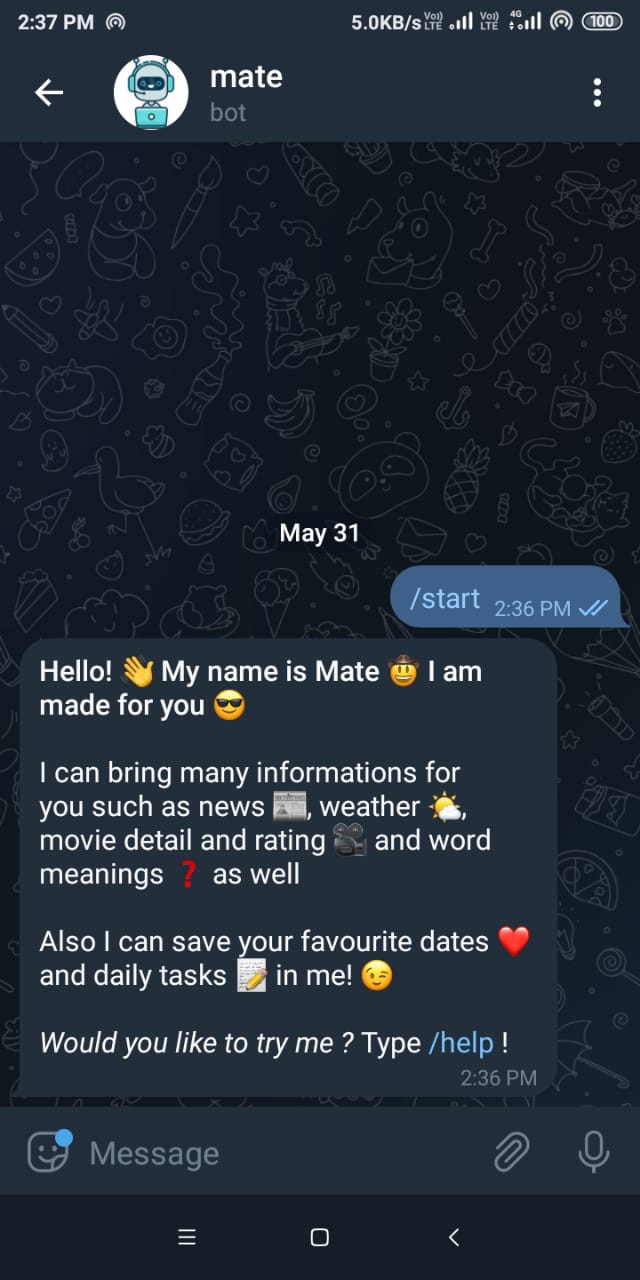 2:37 PM 5.0KB/s Vo) LTE Vo) LTE 4G 100
mate
bot
May 31
/start 2:36 PM
Hello! 👋 My name is Mate 🤠 I am
made for you 😎
I can bring many informations for
you such as news 📰, weather 🌤️,
movie detail and rating 🎥 and word
meanings ❓ as well
Also I can save your favourite dates ❤️
and daily tasks 📝 in me! 😉
Would you like to try me ? Type /help !
2:36 PM
Message